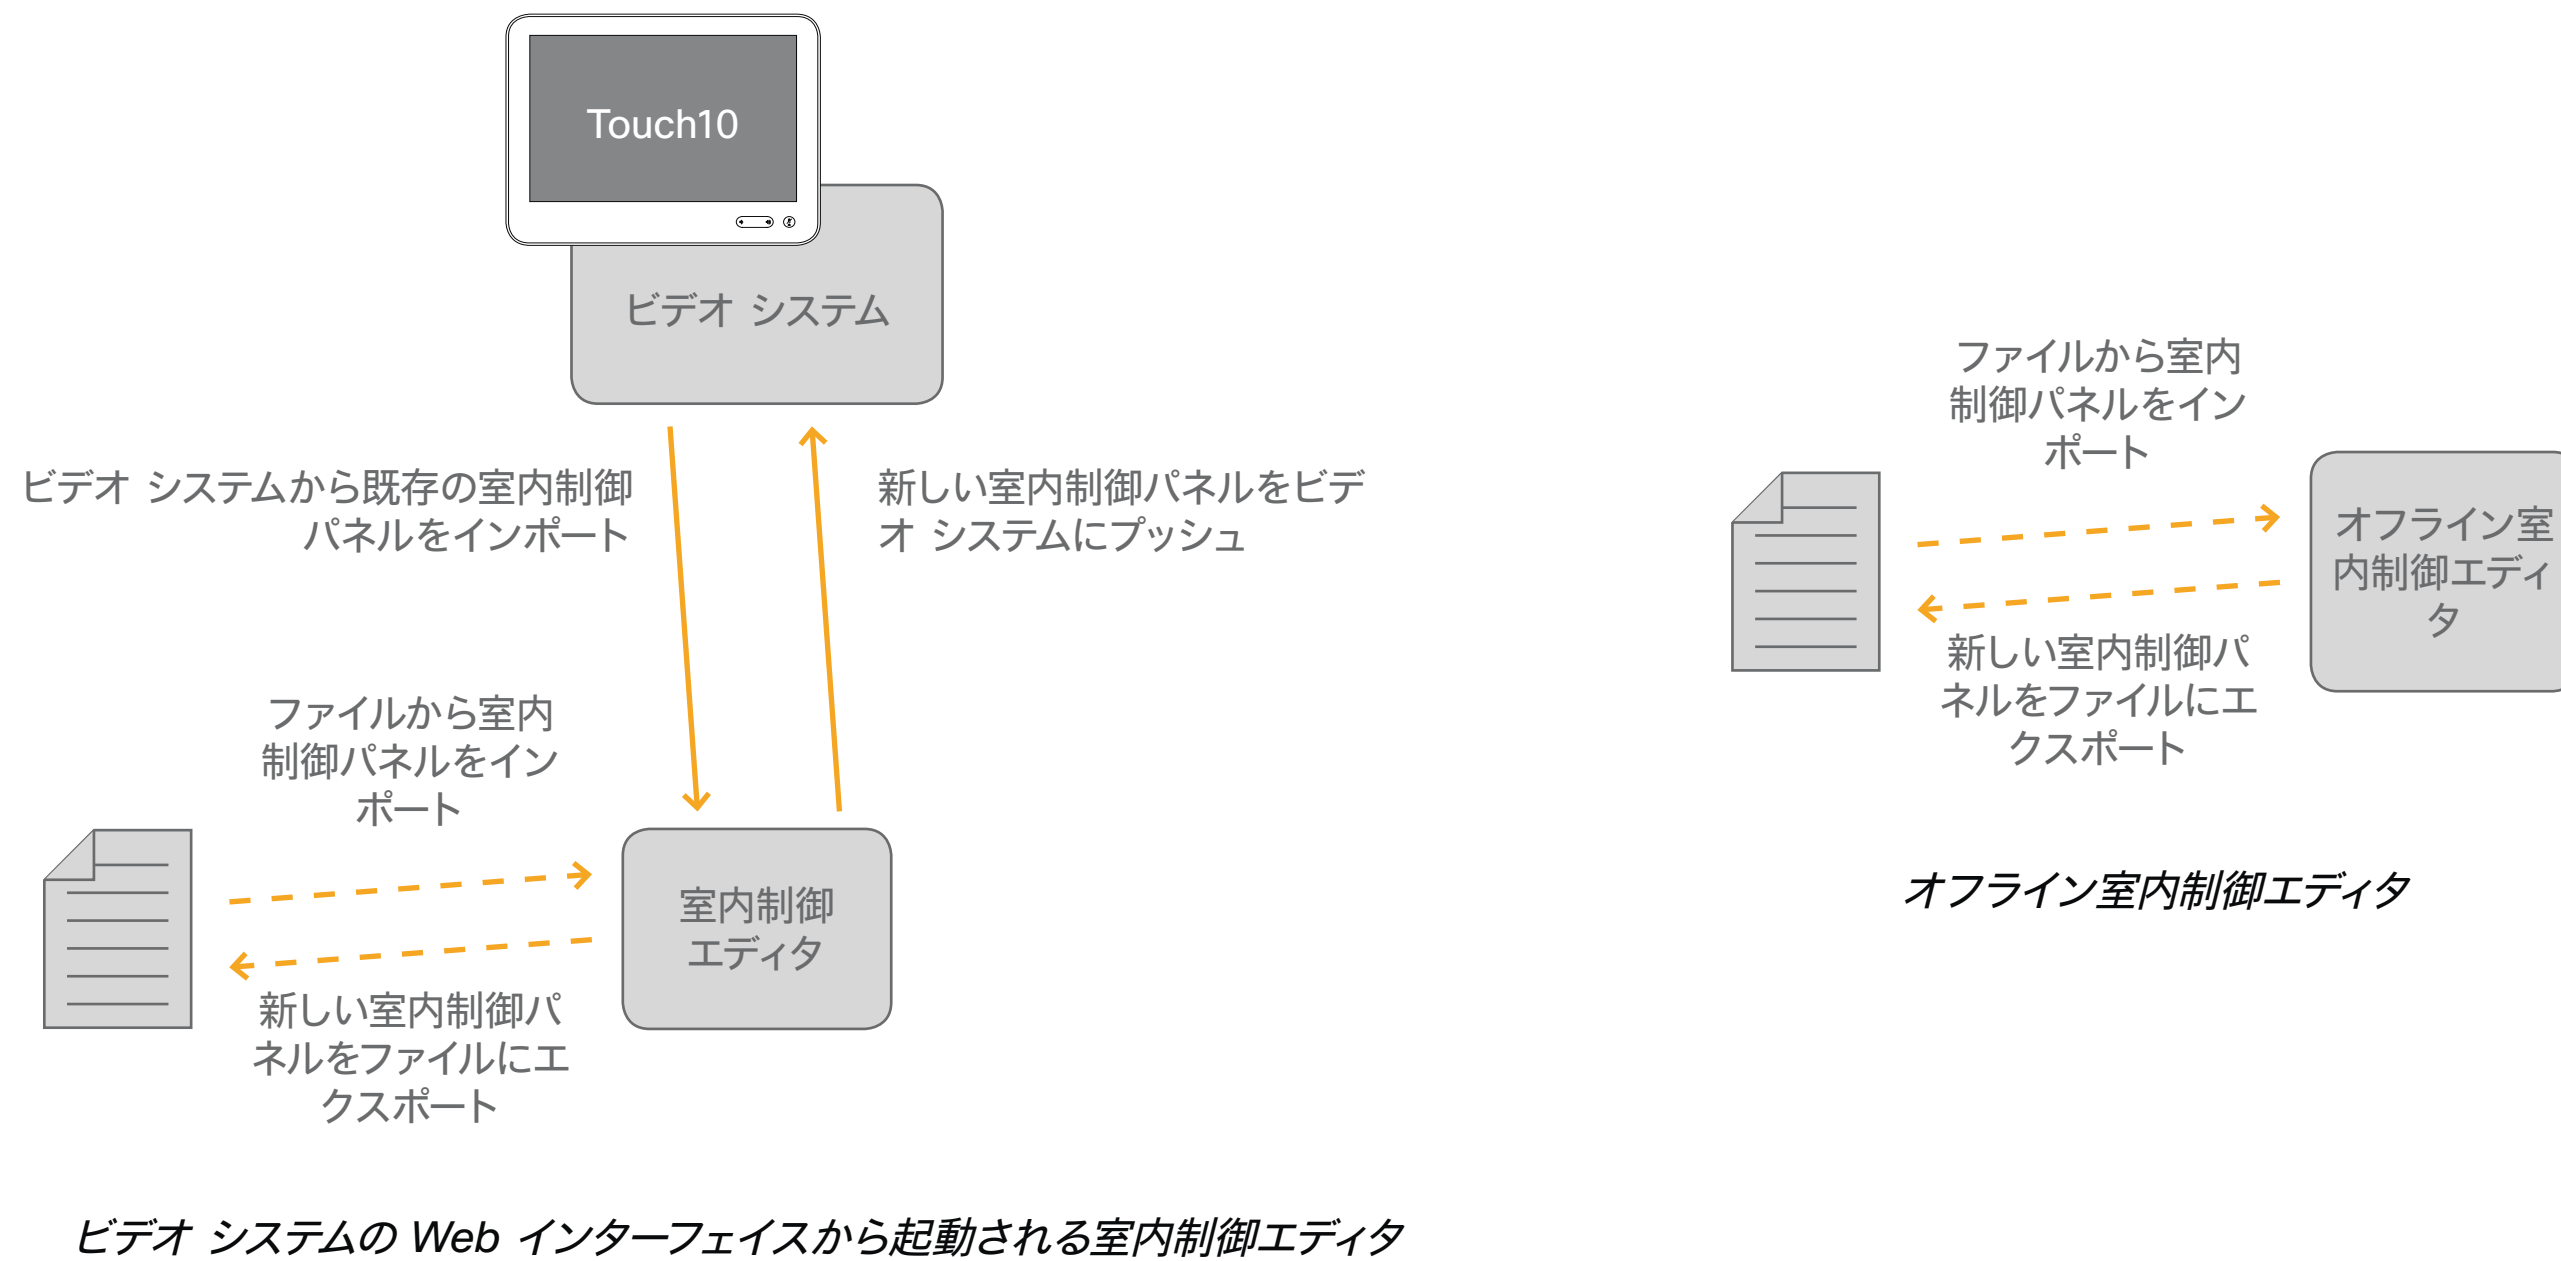 Touch10
ビデオ システム
ビデオ システムから既存の室内制御
パネルをインポート
新しい室内制御パネルをビデ
オ システムにプッシュ
ファイルから室内
制御パネルをイン
ポート
室内制御
エディタ
新しい室内制御パ
ネルをファイルにエ
クスポート
ビデオ システムの Web インターフェイスから起動される室内制御エディタ
ファイルから室内
制御パネルをイン
ポート
オフライン室
内制御エディ
タ
新しい室内制御パ
ネルをファイルにエ
クスポート
オフライン室内制御エディタ